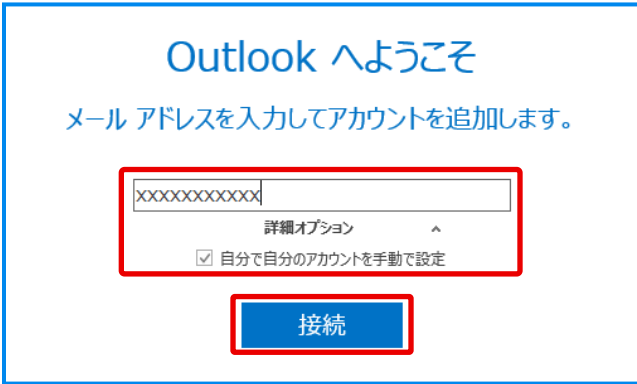 Outlook へようこそ
メール アドレスを入力してアカウントを追加します。
xxxxxxxxxxx
詳細オプション
自分で自分のアカウントを手動で設定
接続